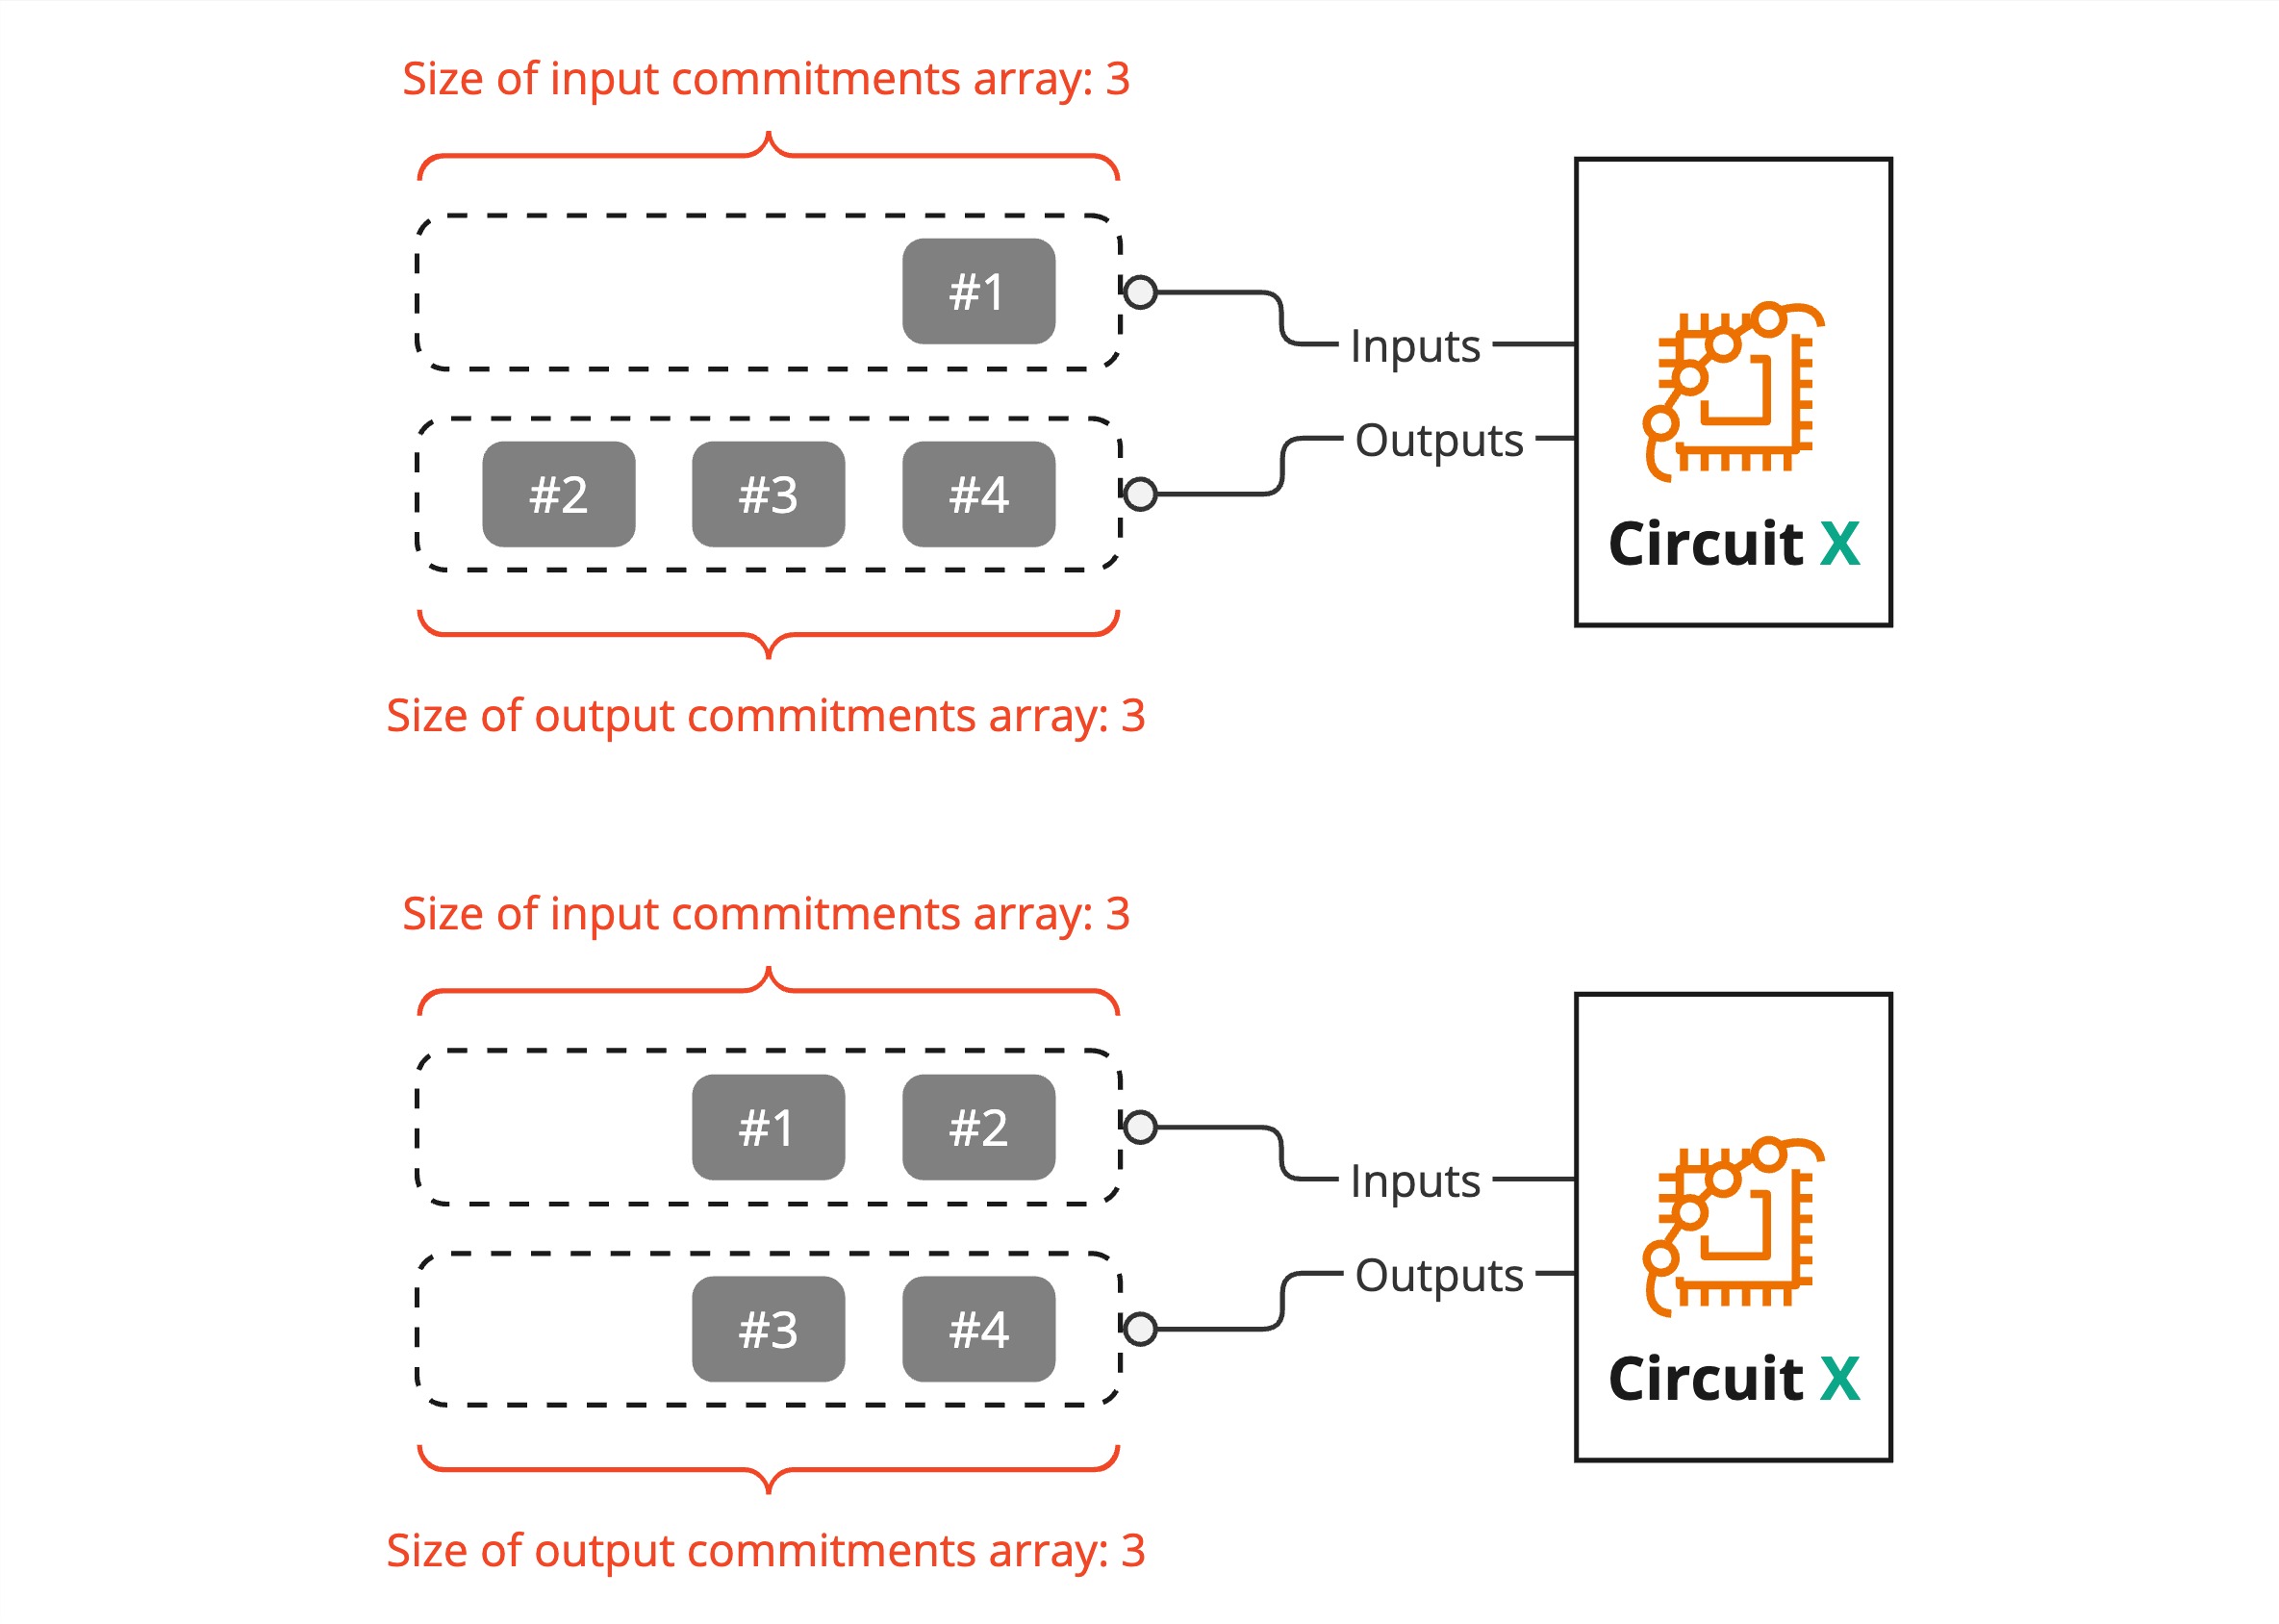 Size of input commitments array: 3
#1
Inputs
#2 #3 #4
Outputs
Circuit X
Size of output commitments array: 3
Size of input commitments array: 3
#1 #2
Inputs
#3 #4
Outputs
Circuit X
Size of output commitments array: 3